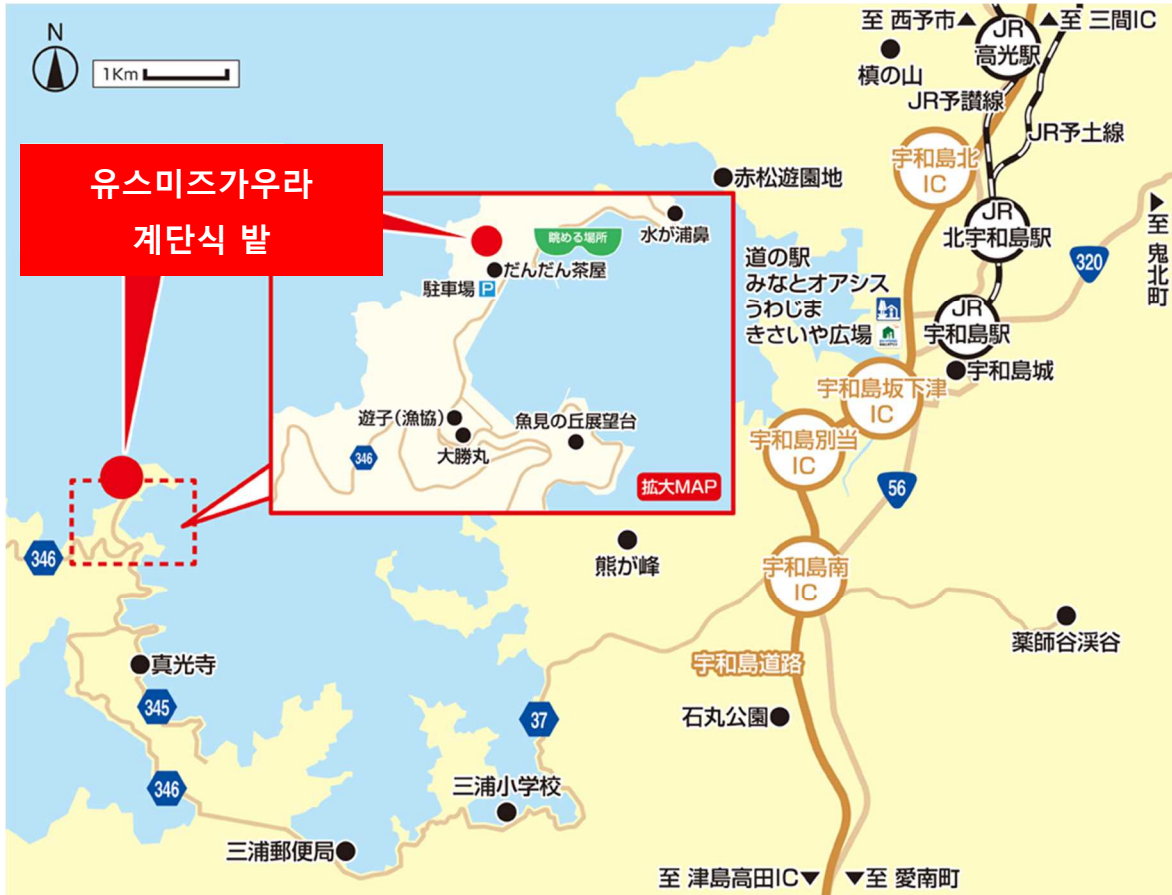 N
1Km
至 西予市▲
▲至 三間IC
JR
高光駅
槙の山
JR予讃線
JR予土線
宇和島北
IC
유스미즈가우라
계단식 밭
赤松遊園地
JR
北宇和島駅
▶至 鬼北町
320
水が浦鼻
眺める場所
だんだん茶屋
駐車場 P
道の駅
みなとオアシス
うわじま
きさいや広場
JR
宇和島駅
宇和島城
宇和島坂下津
IC
遊子(漁協)
大勝丸
魚見の丘展望台
346
拡大MAP
宇和島別当
IC
56
346
熊が峰
宇和島南
IC
薬師谷渓谷
真光寺
宇和島道路
345
37
石丸公園
346
三浦小学校
三浦郵便局
至 津島高田IC▼
▼至 愛南町